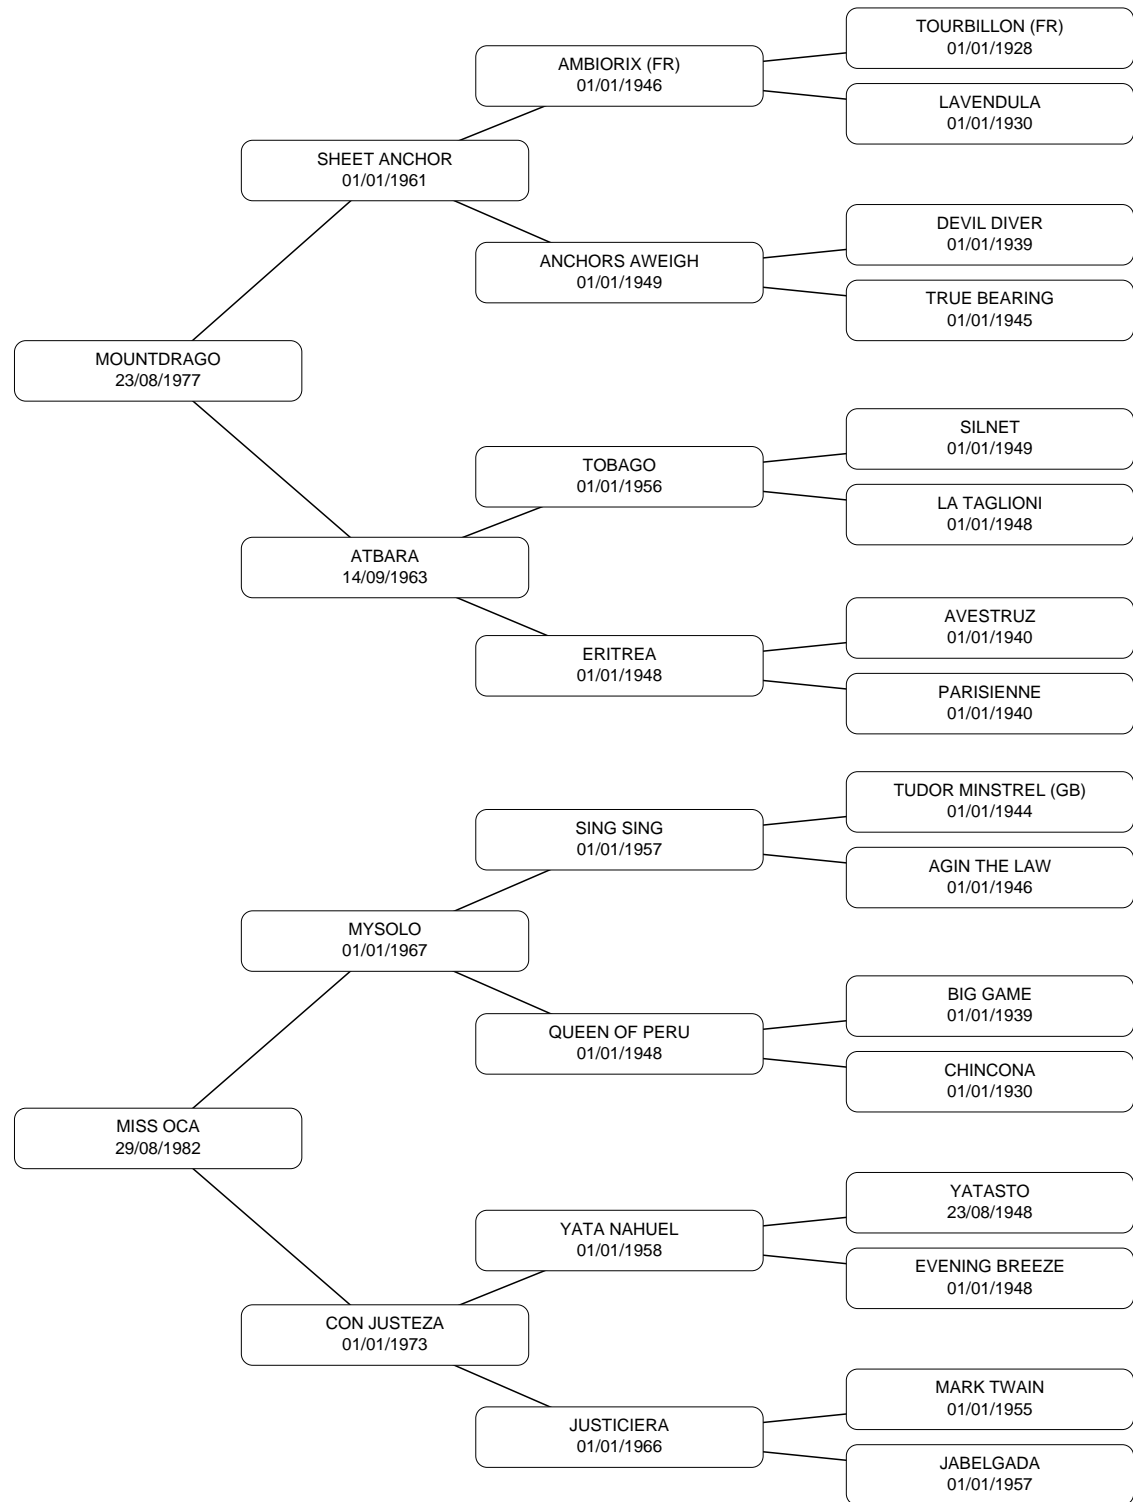 TOURBILLON (FR)
01/01/1928
AMBIORIX (FR)
01/01/1946
LAVENDULA
01/01/1930
SHEET ANCHOR
01/01/1961
DEVIL DIVER
01/01/1939
ANCHORS AWEIGH
01/01/1949
TRUE BEARING
01/01/1945
MOUNTDRAGO
23/08/1977
SILNET
01/01/1949
TOBAGO
01/01/1956
LA TAGLIONI
01/01/1948
ATBARA
14/09/1963
AVESTRUZ
01/01/1940
ERITREA
01/01/1948
PARISIENNE
01/01/1940
TUDOR MINSTREL (GB)
01/01/1944
SING SING
01/01/1957
AGIN THE LAW
01/01/1946
MYSOLO
01/01/1967
BIG GAME
01/01/1939
QUEEN OF PERU
01/01/1948
CHINCONA
01/01/1930
MISS OCA
29/08/1982
YATASTO
23/08/1948
YATA NAHUEL
01/01/1958
EVENING BREEZE
01/01/1948
CON JUSTEZA
01/01/1973
MARK TWAIN
01/01/1955
JUSTICIERA
01/01/1966
JABELGADA
01/01/1957